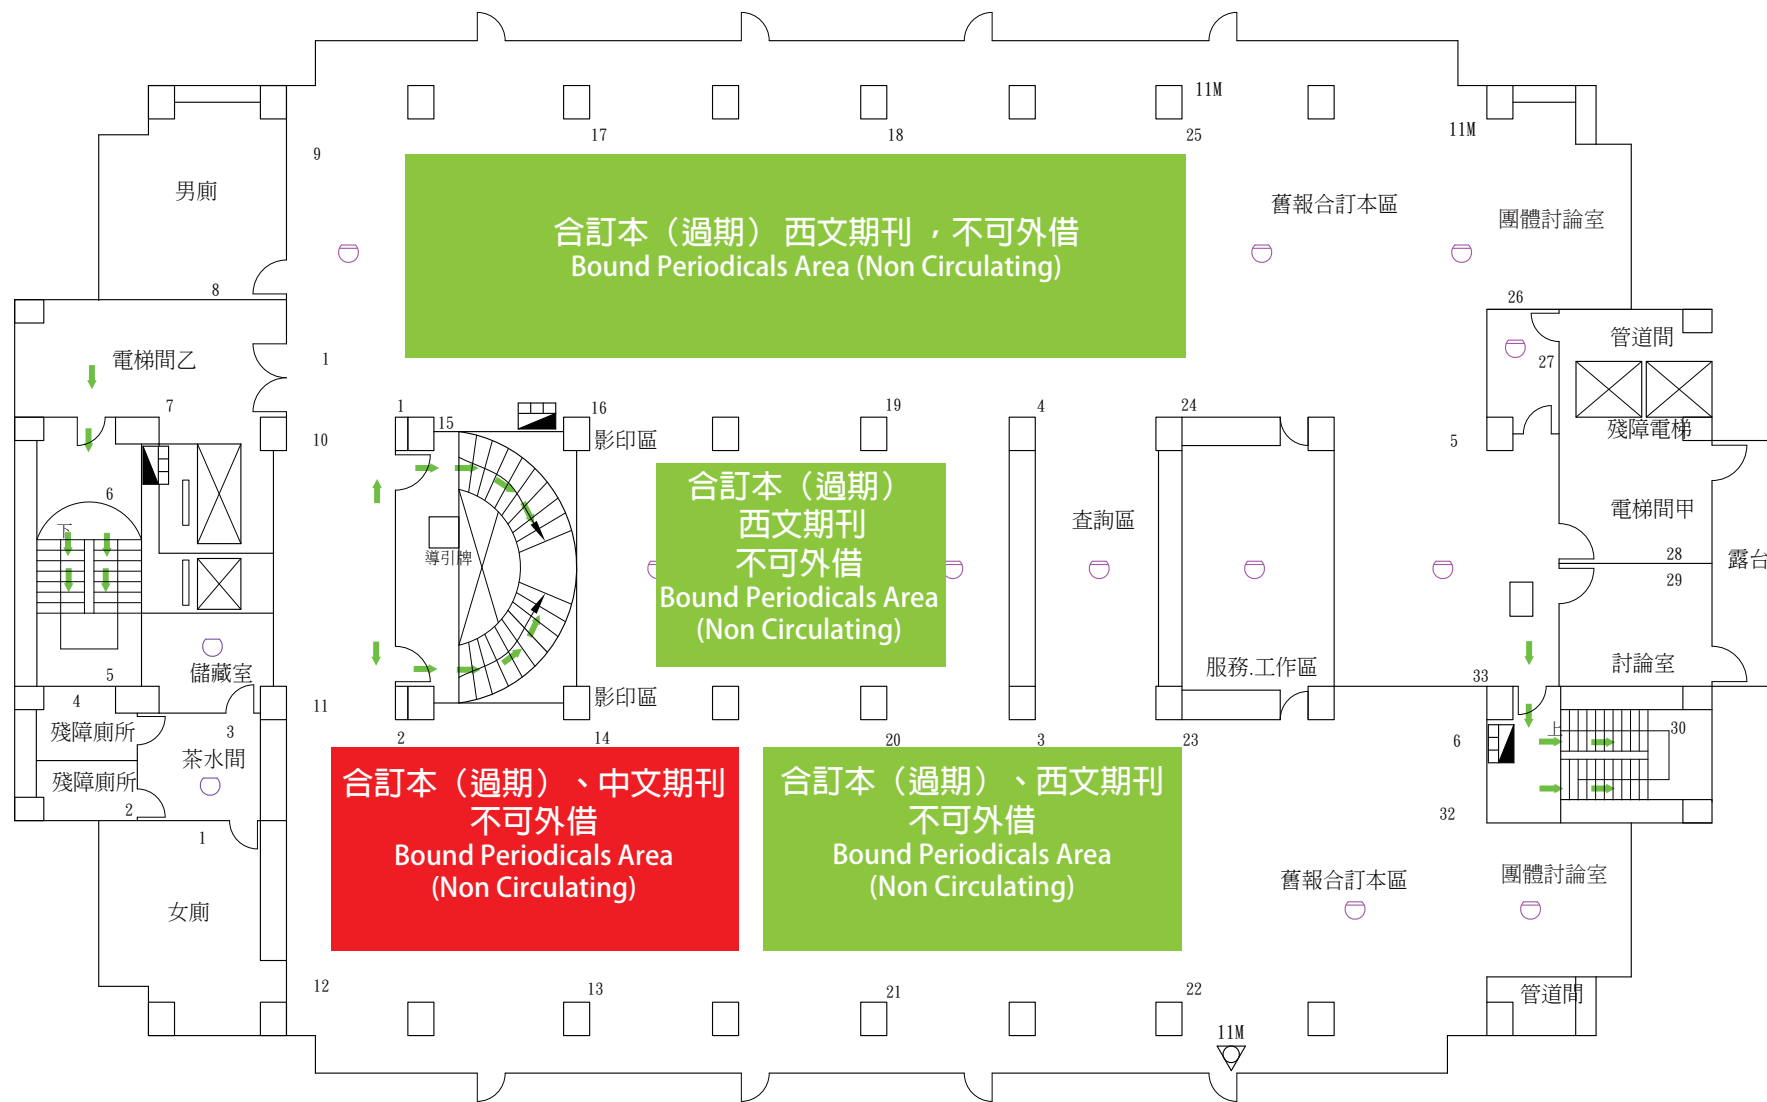 11M
17
18
25
11M
9
男廁
合訂本（過期） 西文期刊 ，不可外借
Bound Periodicals Area (Non Circulating)
舊報合訂本區
團體討論室
8
26
電梯間乙
1
管道間
27
7
1
15
16
19
4
24
10
影印區
5
殘障電梯
合訂本（過期）
西文期刊
不可外借
Bound Periodicals Area
(Non Circulating)
6
下
導引牌
查詢區
電梯間甲
28
29
露台
儲藏室
5
服務.工作區
討論室
33
4
11
影印區
3
殘障廁所
茶水間
殘障廁所
2
2
14
20
3
23
6
上
30
合訂本（過期）、中文期刊
不可外借
Bound Periodicals Area
(Non Circulating)
合訂本（過期）、西文期刊
不可外借
Bound Periodicals Area
(Non Circulating)
32
1
女廁
舊報合訂本區
團體討論室
12
13
21
22
管道間
11M